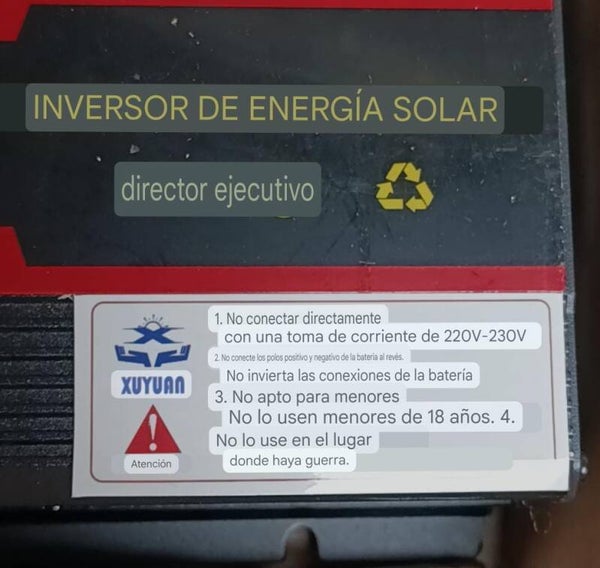 INVERSOR DE ENERGÍA SOLAR
director ejecutivo
XUYUAN
Atención
1. No conectar directamente
con una toma de corriente de 220V-230V
2. No conecte los polos positivo y negativo de la batería al revés.
No invierta las conexiones de la batería
3. No apto para menores
No lo usen menores de 18 años. 4.
No lo use en el lugar
donde haya guerra.